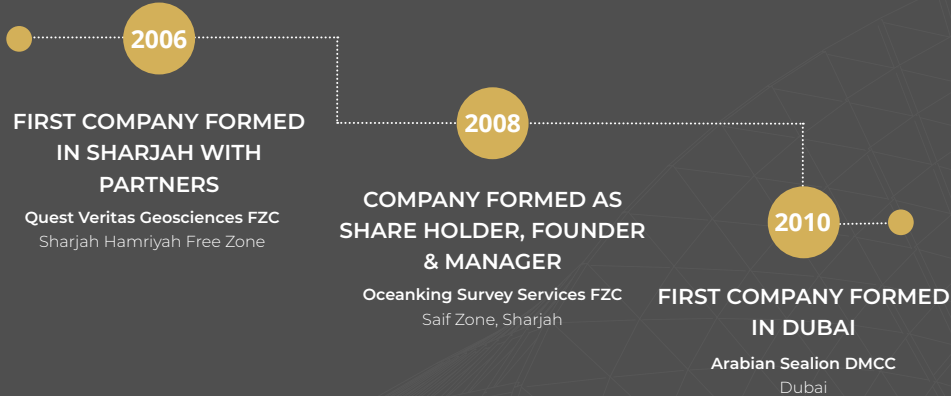 2006
FIRST COMPANY FORMED
IN SHARJAH WITH
PARTNERS
Quest Veritas Geosciences FZC
Sharjah Hamriyah Free Zone
2008
COMPANY FORMED AS
SHARE HOLDER, FOUNDER
& MANAGER
Oceanking Survey Services FZC
Saif Zone, Sharjah
2010
FIRST COMPANY FORMED
IN DUBAI
Arabian Sealion DMCC
Dubai